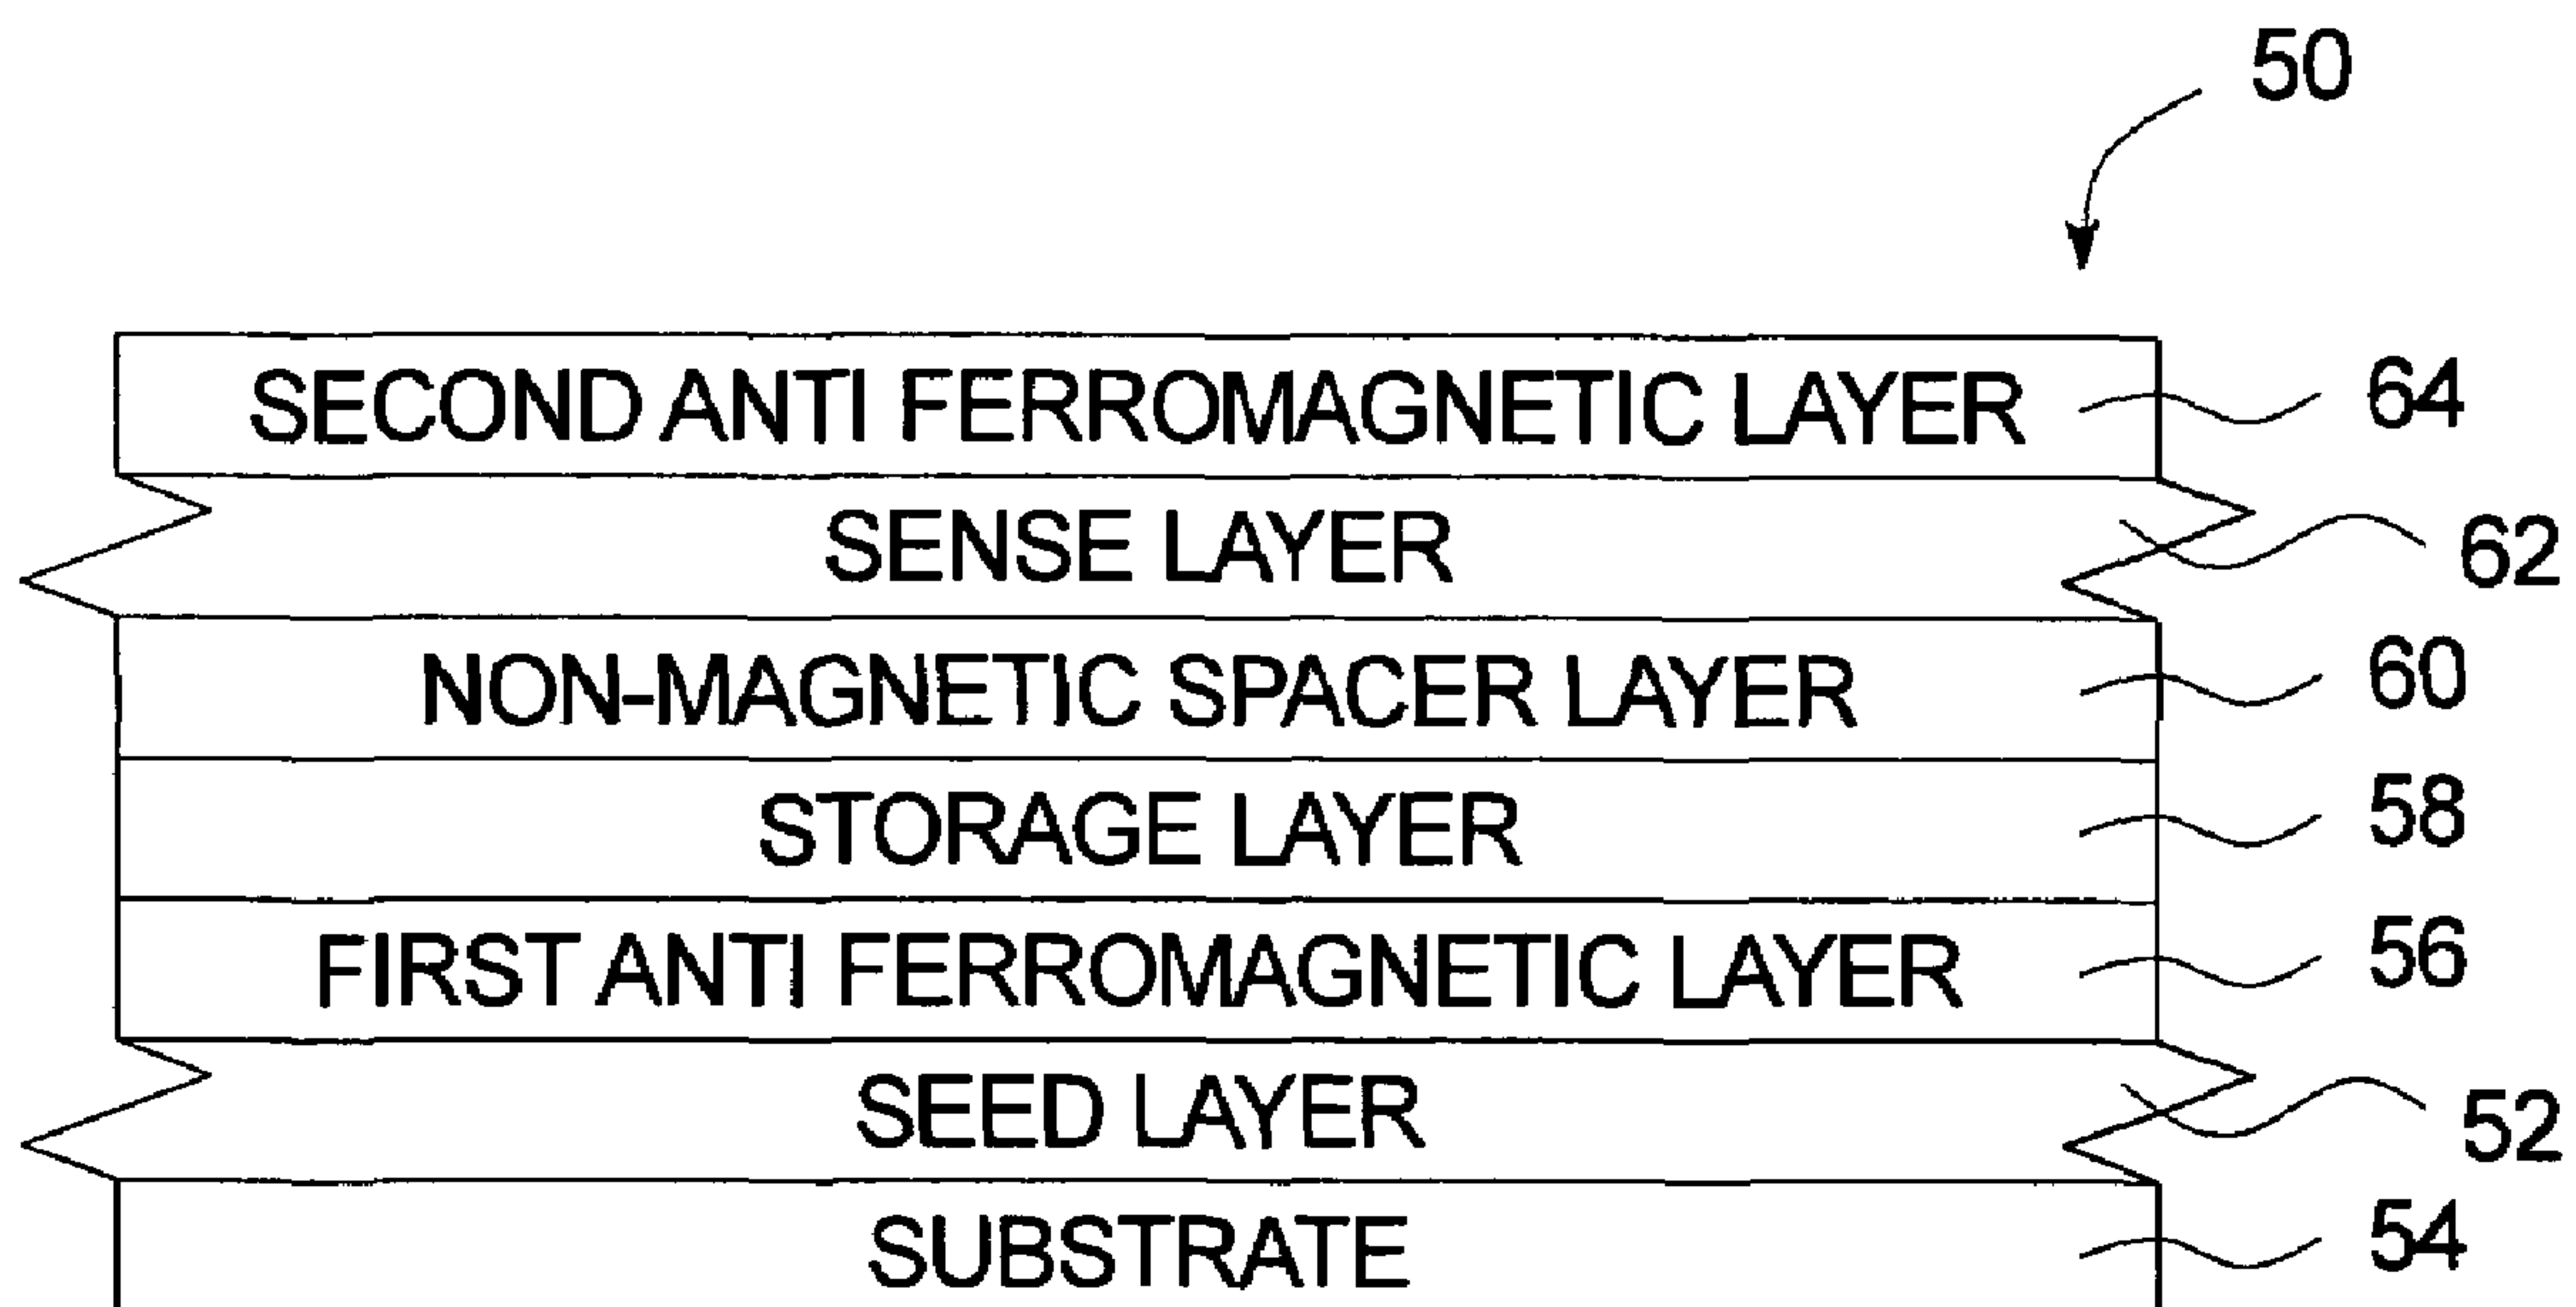 50
SECOND ANTI FERROMAGNETIC LAYER 64
SENSE LAYER 62
NON-MAGNETIC SPACER LAYER 60
STORAGE LAYER 58
FIRST ANTI FERROMAGNETIC LAYER 56
SEED LAYER 52
SUBSTRATE 54